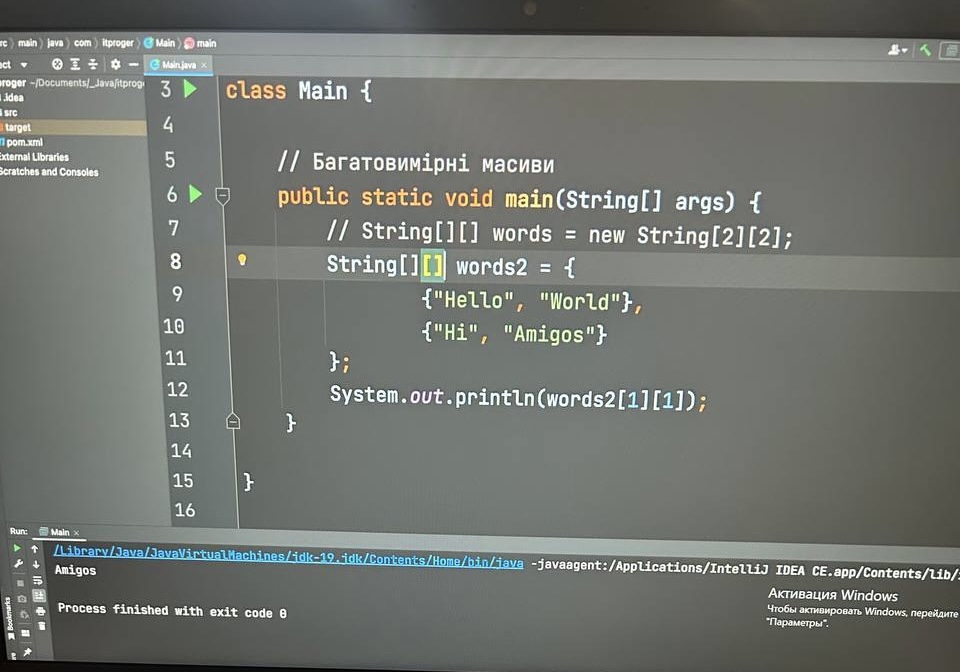 rc 〉 main 〉 java 〉 com 〉 itproger 〉 Main 〉 main
Main.java ×
~/Documents/_Java/itprog
.idea
src
target
pom.xml
External Libraries
Scratches and Consoles
3 class Main {
4
5 // Багатовимірні масиви
6 public static void main(String[] args) {
7 // String[][] words = new String[2][2];
8 String[][] words2 = {
9 {"Hello", "World"},
10 {"Hi", "Amigos"}
11 };
12 System.out.println(words2[1][1]);
13 }
14
15 }
16
Run: Main ×
/Library/Java/JavaVirtualMachines/jdk-19.jdk/Contents/Home/bin/java -javaagent:/Applications/IntelliJ IDEA CE.app/Contents/lib/
Amigos
Process finished with exit code 0
Активация Windows
Чтобы активировать Windows, перейдите
"Параметры".
Bookmarks